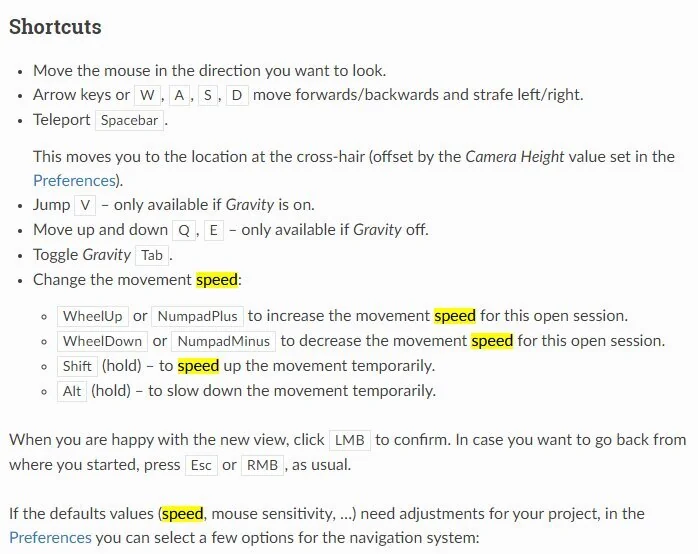 Shortcuts
• Move the mouse in the direction you want to look.
• Arrow keys or W , A , S , D move forwards/backwards and strafe left/right.
• Teleport Spacebar .
This moves you to the location at the cross-hair (offset by the Camera Height value set in the
Preferences).
• Jump V – only available if Gravity is on.
• Move up and down Q , E – only available if Gravity off.
• Toggle Gravity Tab .
• Change the movement speed:
◦ WheelUp or NumpadPlus to increase the movement speed for this open session.
◦ WheelDown or NumpadMinus to decrease the movement speed for this open session.
◦ Shift (hold) – to speed up the movement temporarily.
◦ Alt (hold) – to slow down the movement temporarily.
When you are happy with the new view, click LMB to confirm. In case you want to go back from
where you started, press Esc or RMB , as usual.
If the defaults values (speed, mouse sensitivity, ...) need adjustments for your project, in the
Preferences you can select a few options for the navigation system: